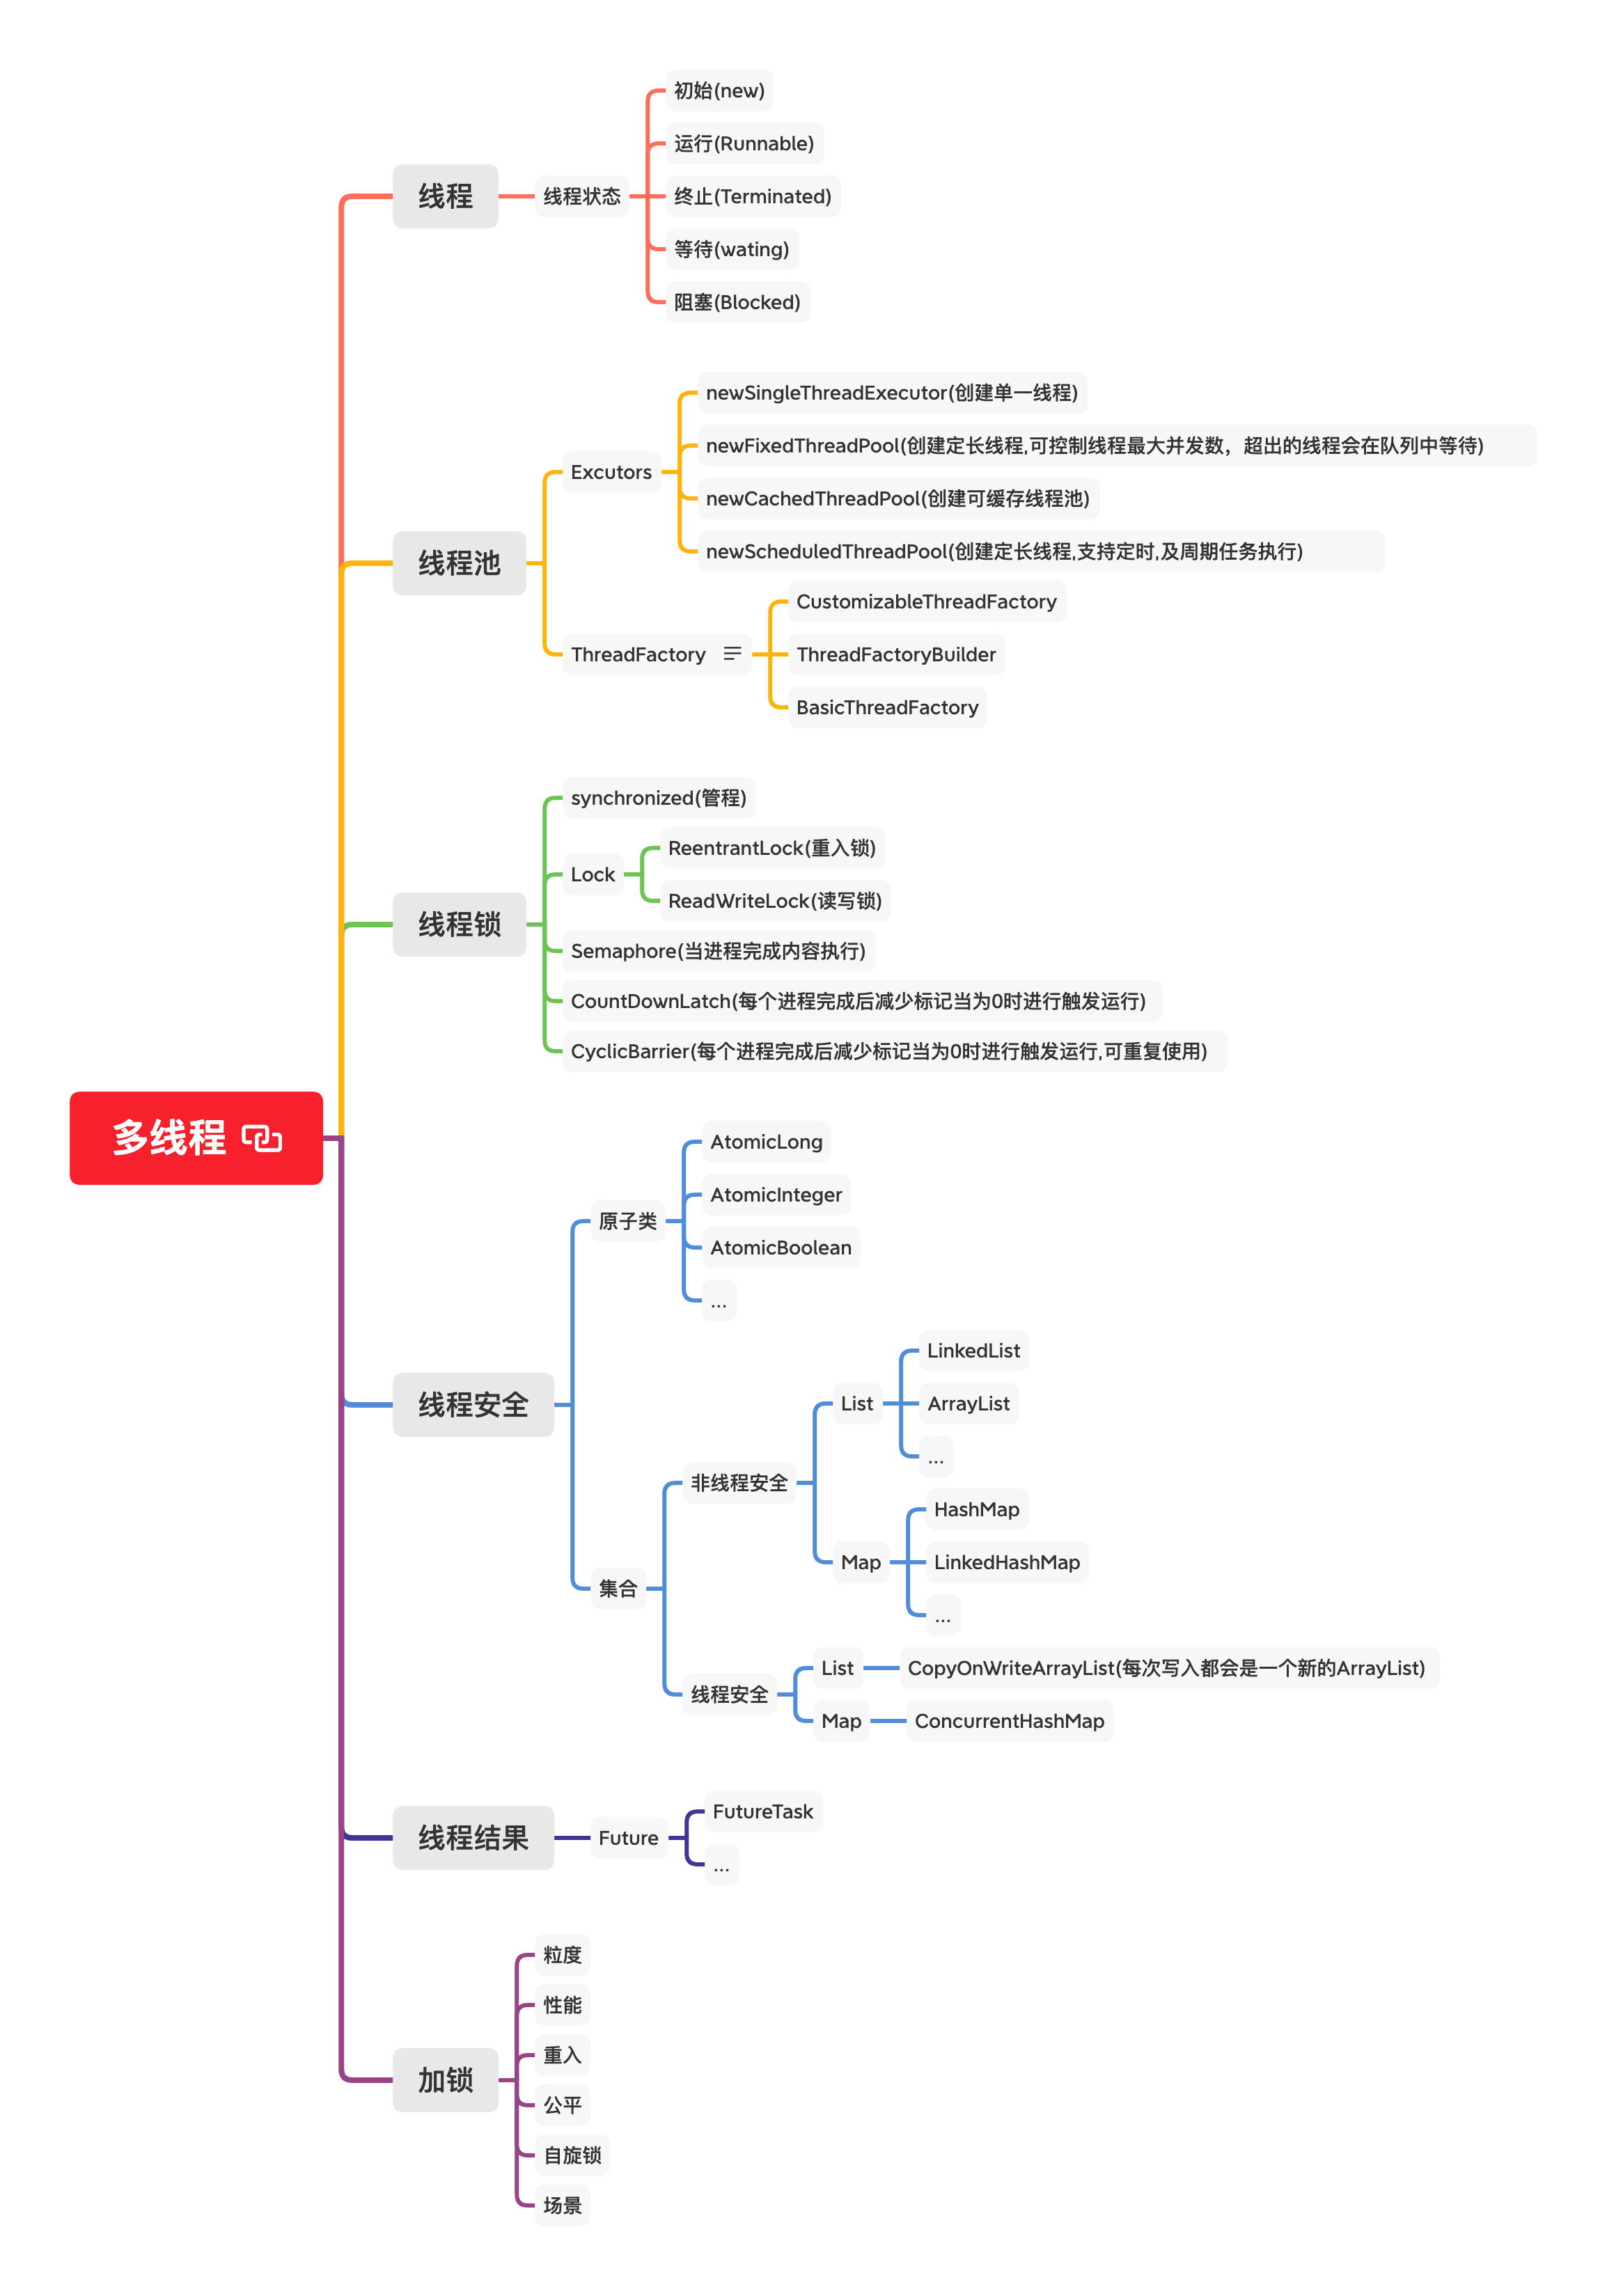 多线程
线程
线程状态
初始(new)
运行(Runnable)
终止(Terminated)
等待(wating)
阻塞(Blocked)
线程池
Excutors
newSingleThreadExecutor(创建单一线程)
newFixedThreadPool(创建定长线程,可控制线程最大并发数，超出的线程会在队列中等待)
newCachedThreadPool(创建可缓存线程池)
newScheduledThreadPool(创建定长线程,支持定时,及周期任务执行)
ThreadFactory
CustomizableThreadFactory
ThreadFactoryBuilder
BasicThreadFactory
线程锁
synchronized(管程)
Lock
ReentrantLock(重入锁)
ReadWriteLock(读写锁)
Semaphore(当进程完成内容执行)
CountDownLatch(每个进程完成后减少标记当为0时进行触发运行)
CyclicBarrier(每个进程完成后减少标记当为0时进行触发运行,可重复使用)
线程安全
原子类
AtomicLong
AtomicInteger
AtomicBoolean
...
集合
非线程安全
List
LinkedList
ArrayList
...
Map
HashMap
LinkedHashMap
...
线程安全
List
CopyOnWriteArrayList(每次写入都会是一个新的ArrayList)
Map
ConcurrentHashMap
线程结果
Future
FutureTask
...
加锁
粒度
性能
重入
公平
自旋锁
场景